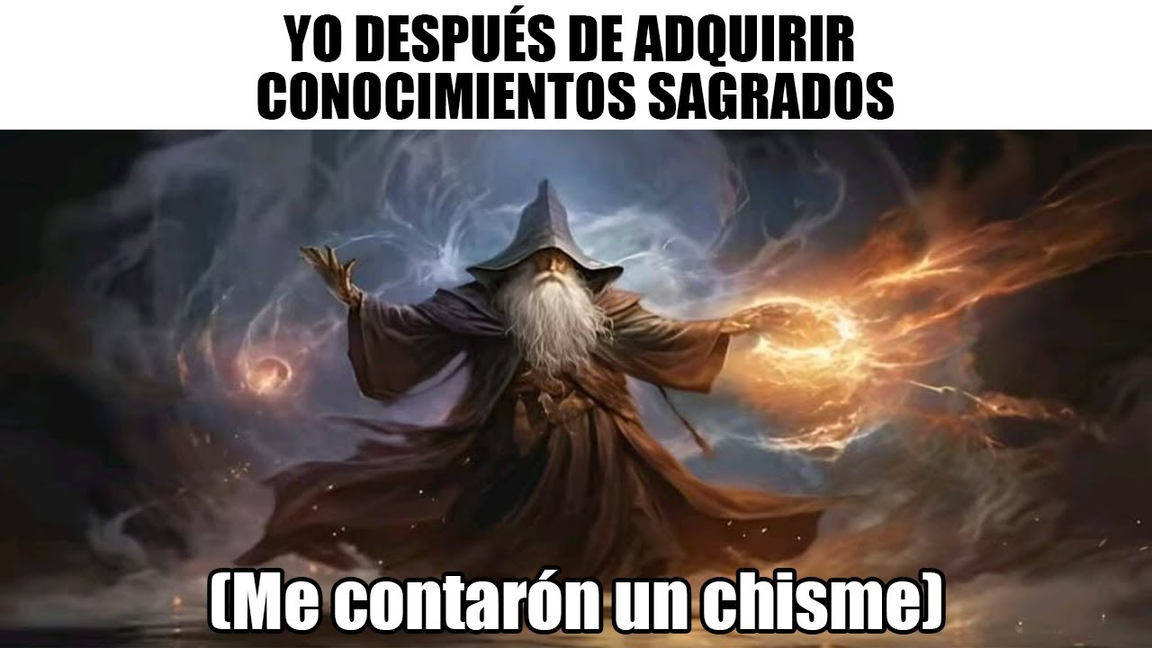 YO DESPUÉS DE ADQUIRIR
CONOCIMIENTOS SAGRADOS
(Me contarón un chisme)